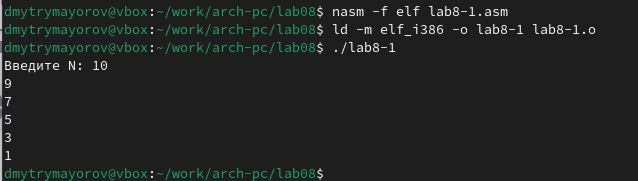 dmytrymayorov@vbox:~/work/arch-pc/lab08$ nasm -f elf lab8-1.asm
dmytrymayorov@vbox:~/work/arch-pc/lab08$ ld -m elf_i386 -o lab8-1 lab8-1.o
dmytrymayorov@vbox:~/work/arch-pc/lab08$ ./lab8-1
Введите N: 10
9
7
5
3
1
dmytrymayorov@vbox:~/work/arch-pc/lab08$